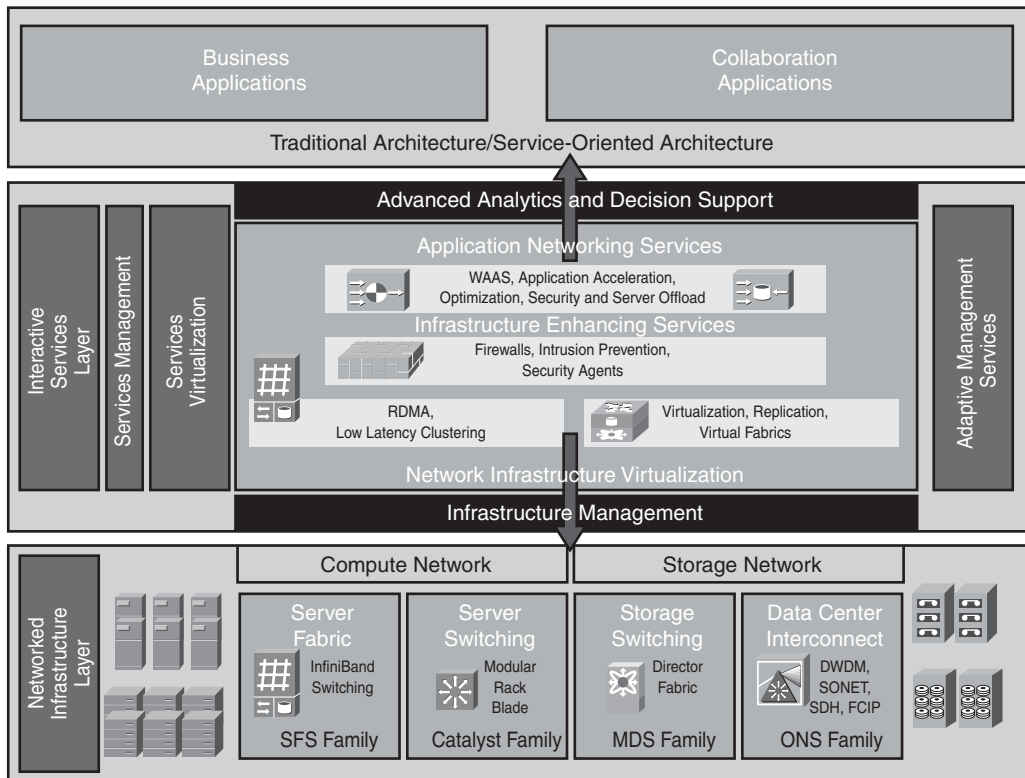 Business
Applications
Collaboration
Applications
Traditional Architecture/Service-Oriented Architecture
Interactive
Services
Layer
Services Management
Services
Virtualization
Advanced Analytics and Decision Support
Application Networking Services
WAAS, Application Acceleration,
Optimization, Security and Server Offload
Infrastructure Enhancing Services
Firewalls, Intrusion Prevention,
Security Agents
RDMA,
Low Latency Clustering
Virtualization, Replication,
Virtual Fabrics
Network Infrastructure Virtualization
Infrastructure Management
Adaptive Management
Services
Networked
Infrastructure
Layer
Compute Network
Storage Network
Server
Fabric
InfiniBand
Switching
SFS Family
Server
Switching
Modular
Rack
Blade
Catalyst Family
Storage
Switching
Director
Fabric
MDS Family
Data Center
Interconnect
DWDM,
SONET,
SDH, FCIP
ONS Family